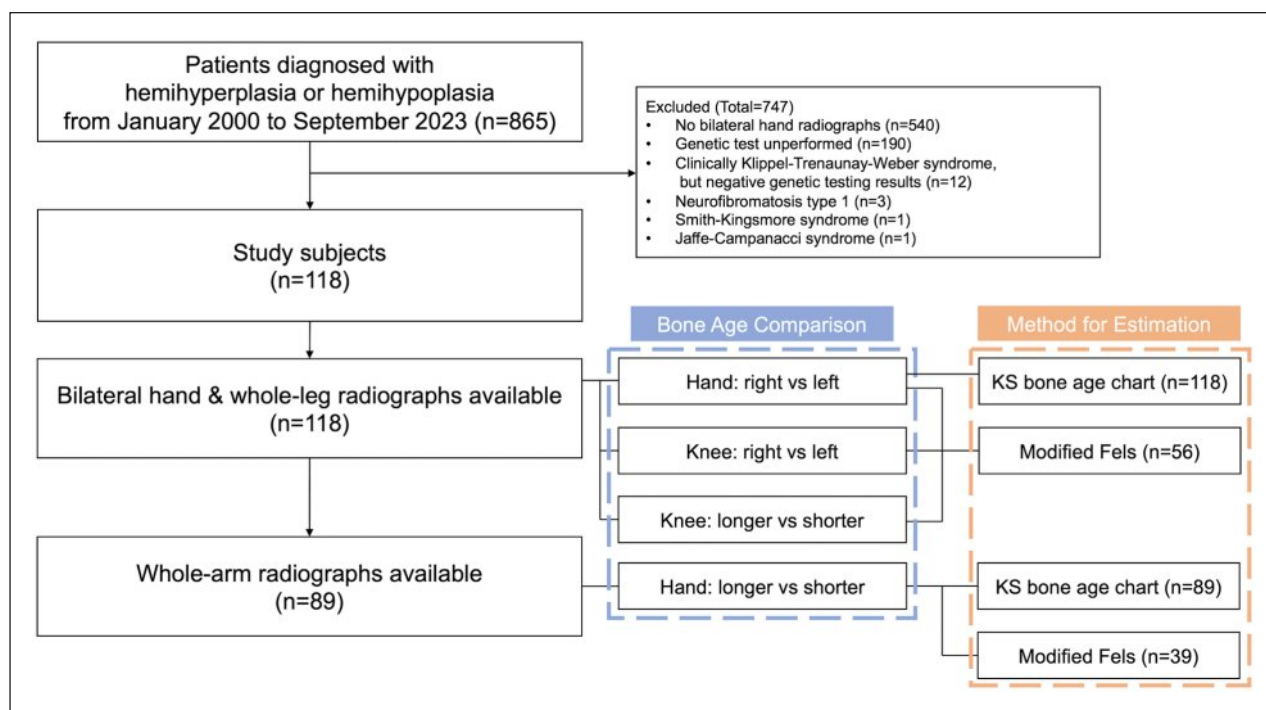 Patients diagnosed with
hemihyperplasia or hemihypoplasia
from January 2000 to September 2023 (n=865)
Excluded (Total=747)
• No bilateral hand radiographs (n=540)
• Genetic test unperformed (n=190)
• Clinically Klippel-Trenaunay-Weber syndrome,
but negative genetic testing results (n=12)
• Neurofibromatosis type 1 (n=3)
• Smith-Kingsmore syndrome (n=1)
• Jaffe-Campanacci syndrome (n=1)
Study subjects
(n=118)
Bone Age Comparison
Method for Estimation
Bilateral hand & whole-leg radiographs available
(n=118)
Hand: right vs left
KS bone age chart (n=118)
Knee: right vs left
Modified Fels (n=56)
Knee: longer vs shorter
Whole-arm radiographs available
(n=89)
Hand: longer vs shorter
KS bone age chart (n=89)
Modified Fels (n=39)